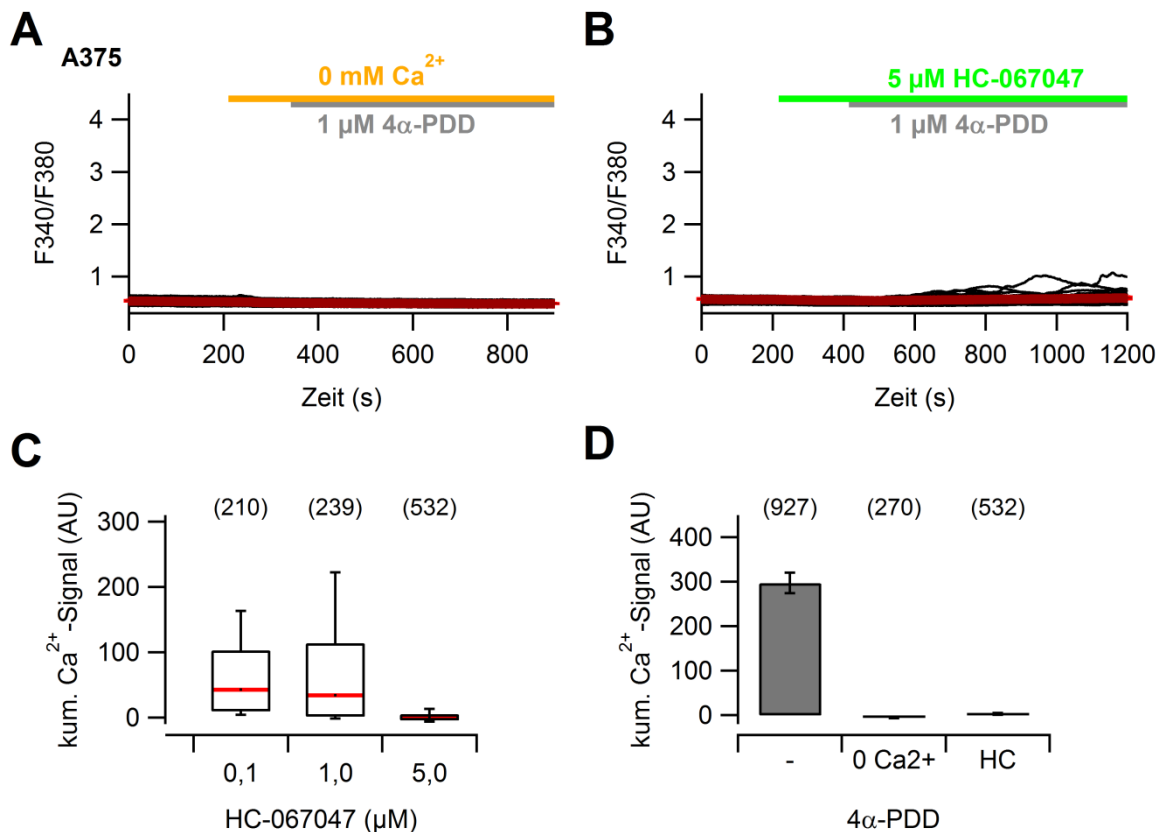 A
A375
0 mM Ca²⁺
1 µM 4α-PDD
4
3
2
1
F340/F380
0 200 400 600 800
Zeit (s)
B
5 µM HC-067047
1 µM 4α-PDD
4
3
2
1
F340/F380
0 200 400 600 800 1000 1200
Zeit (s)
C
(210) (239) (532)
300
200
100
0
kum. Ca²⁺ -Signal (AU)
0,1 1,0 5,0
HC-067047 (µM)
D
(927) (270) (532)
400
300
200
100
0
kum. Ca²⁺ -Signal (AU)
- 0 Ca2+ HC
4α-PDD